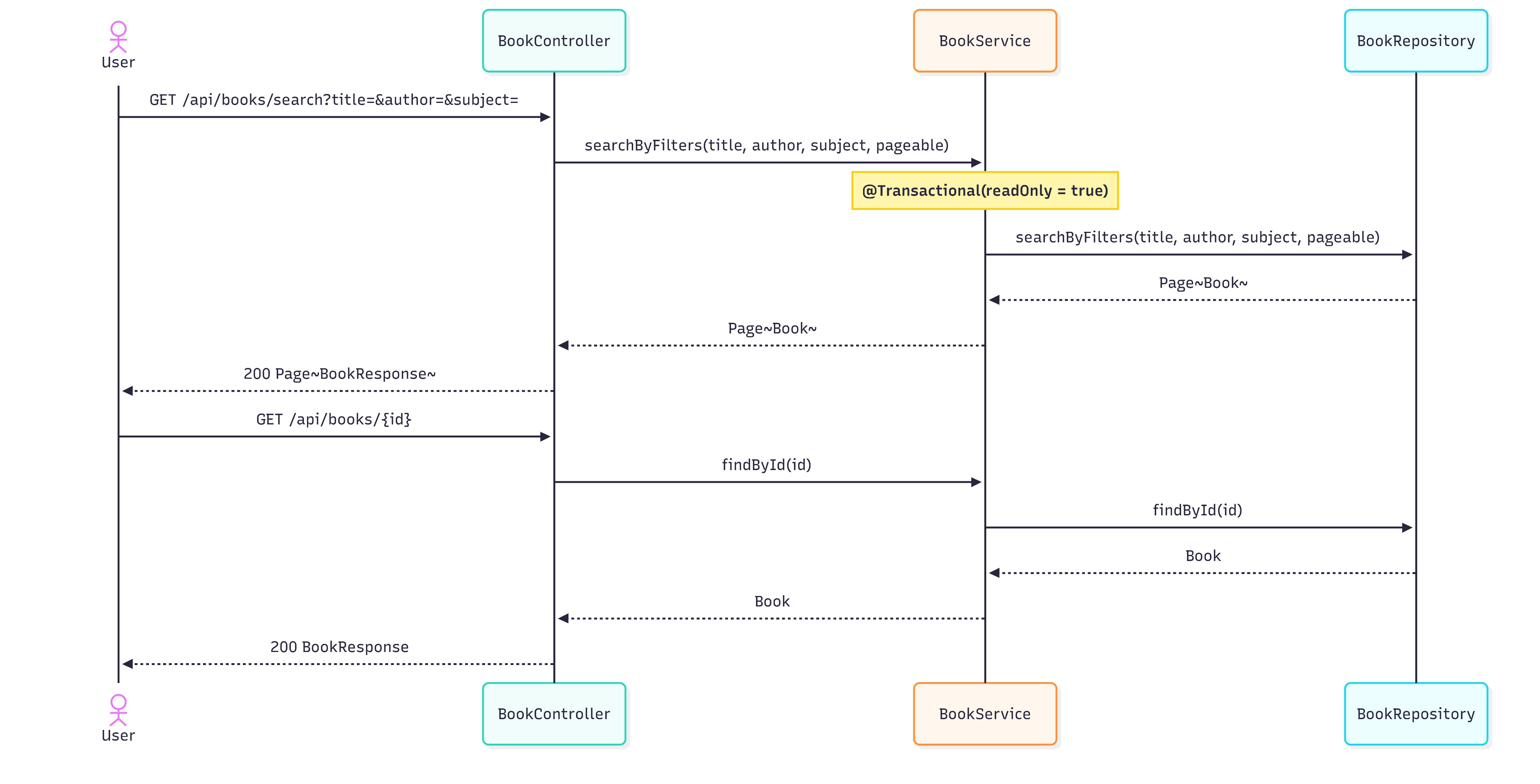 User
BookController
BookService
BookRepository
GET /api/books/search?title=&author=&subject=
searchByFilters(title, author, subject, pageable)
@Transactional(readOnly = true)
searchByFilters(title, author, subject, pageable)
Page~Book~
Page~Book~
200 Page~BookResponse~
GET /api/books/{id}
findById(id)
findById(id)
Book
Book
200 BookResponse
User
BookController
BookService
BookRepository